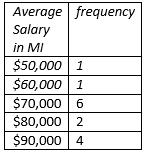 Average frequency
Salary
in MI
$50,000 1
$60,000 1
$70,000 6
$80,000 2
$90,000 4